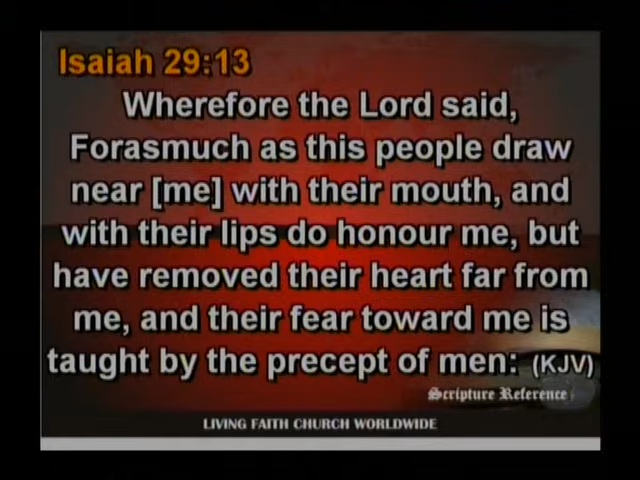 Isaiah 29:13
Wherefore the Lord said,
Forasmuch as this people draw
near [me] with their mouth, and
with their lips do honour me, but
have removed their heart far from
me, and their fear toward me is
taught by the precept of men: (KJV)
Scripture Reference
LIVING FAITH CHURCH WORLDWIDE